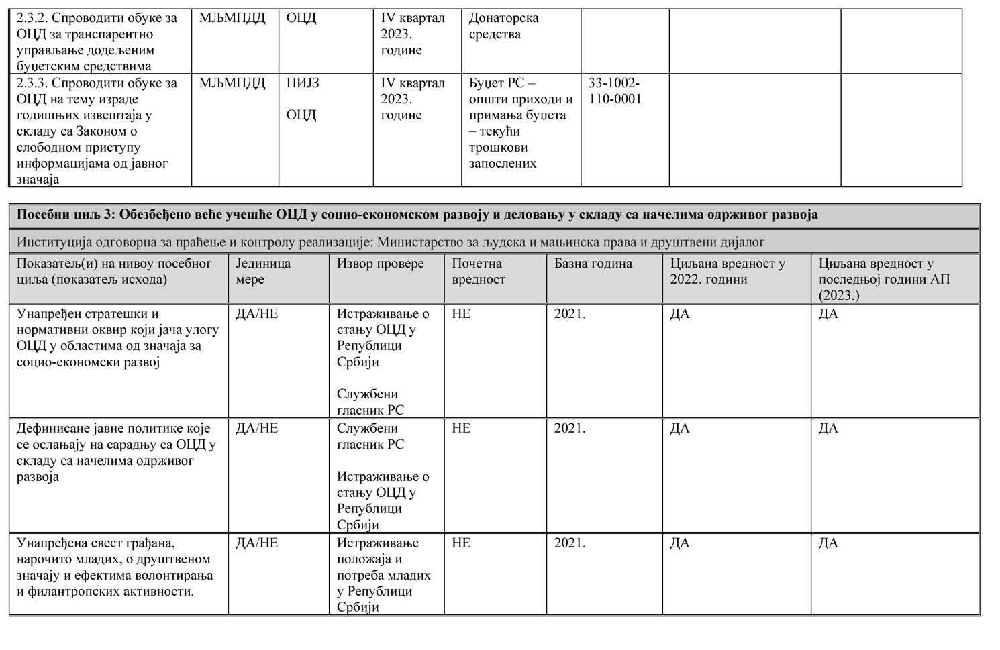 2.3.2. Спроводити обуке за
ОЦД за транспарентно
управљање додељеним
буџетским средствима
МЉМПДД
ОЦД
IV квартал
2023.
године
Донаторска
средства
2.3.3. Спроводити обуке за
ОЦД на тему израде
годишњих извештаја у
складу са Законом о
слободном приступу
информацијама од јавног
значаја
МЉМПДД
ПИЈЗ
ОЦД
IV квартал
2023.
године
Буџет РС –
општи приходи и
примања буџета
– текући
трошкови
запослених
33-1002-
110-0001
Посебни циљ 3: Обезбеђено веће учешће ОЦД у социо-економском развоју и деловању у складу са начелима одрживог развоја
Институција одговорна за праћење и контролу реализације: Министарство за људска и мањинска права и друштвени дијалог
Показатељ(и) на нивоу посебног
циља (показатељ исхода)
Јединица
мере
Извор провере
Почетна
вредност
Базна година
Циљана вредност у
2022. години
Циљана вредност у
последњој години АП
(2023.)
Унапређен стратешки и
нормативни оквир који јача улогу
ОЦД у областима од значаја за
социо-економски развој
ДА/НЕ
Истраживање о
стању ОЦД у
Републици
Србији
Службени
гласник РС
НЕ
2021.
ДА
ДА
Дефинисане јавне политике које
се ослањају на сарадњу са ОЦД у
складу са начелима одрживог
развоја
ДА/НЕ
Службени
гласник РС
Истраживање о
стању ОЦД у
Републици
Србији
НЕ
2021.
ДА
ДА
Унапређена свест грађана,
нарочито младих, о друштвеном
значају и ефектима волонтирања
и филантропских активности.
ДА/НЕ
Истраживање
положаја и
потреба младих
у Републици
Србији
НЕ
2021.
ДА
ДА